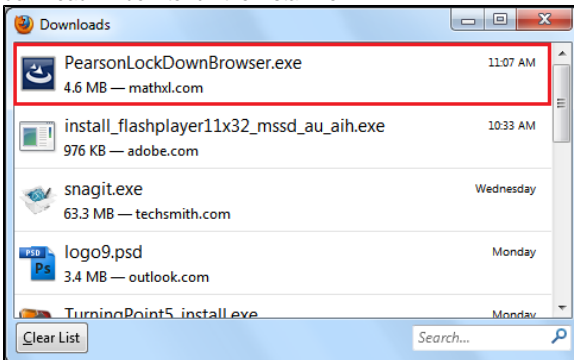 Downloads
PearsonLockDownBrowser.exe 11:07 AM
4.6 MB — mathxl.com
install_flashplayer11x32_mssd_au_aih.exe 10:33 AM
976 KB — adobe.com
snagit.exe Wednesday
63.3 MB — techsmith.com
PSD
Ps
logo9.psd Monday
3.4 MB — outlook.com
TurningPoint5_install.exe Monday
Clear List Search...